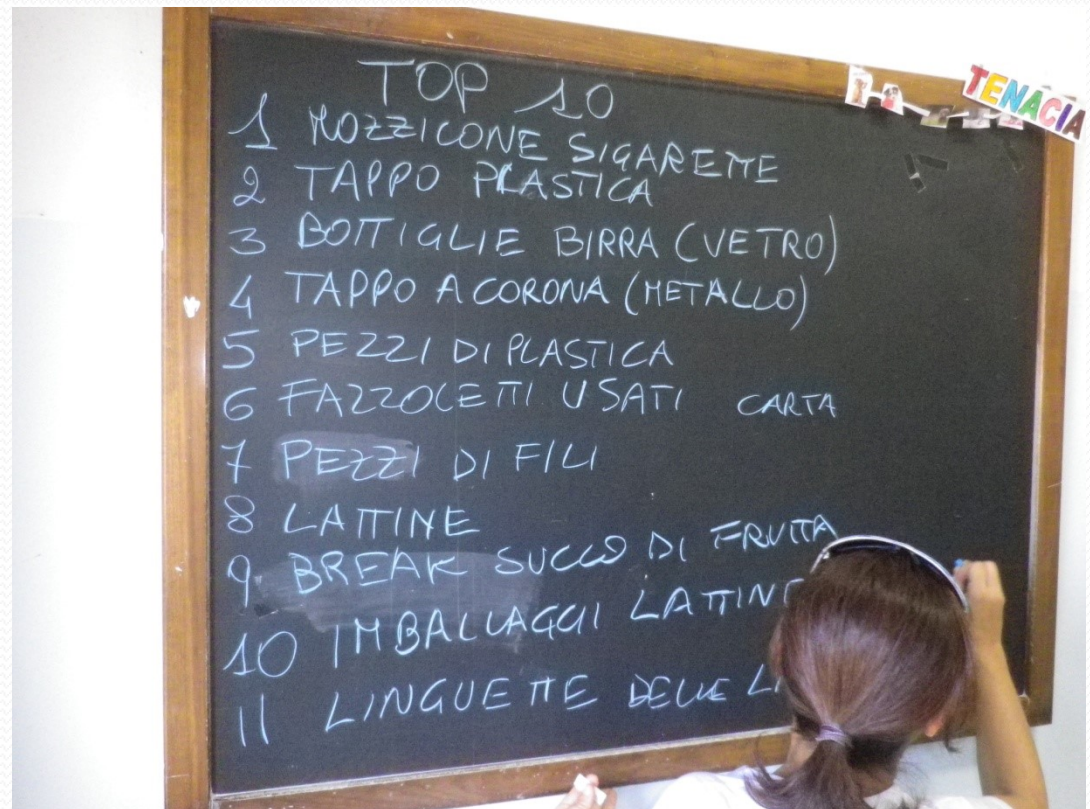 TOP 10
1 MOZZICONE SIGARETTE
2 TAPPO PLASTICA
3 BOTTIGLIE BIRRA (VETRO)
4 TAPPO A CORONA (METALLO)
5 PEZZI DI PLASTICA
6 FAZZOLETTI USATI CARTA
7 PEZZI DI FILI
8 LATTINE
9 BREAK SUCCO DI FRUTTA
10 IMBALLAGGI LATTINE
11 LINGUETTE DELLE
TENACIA